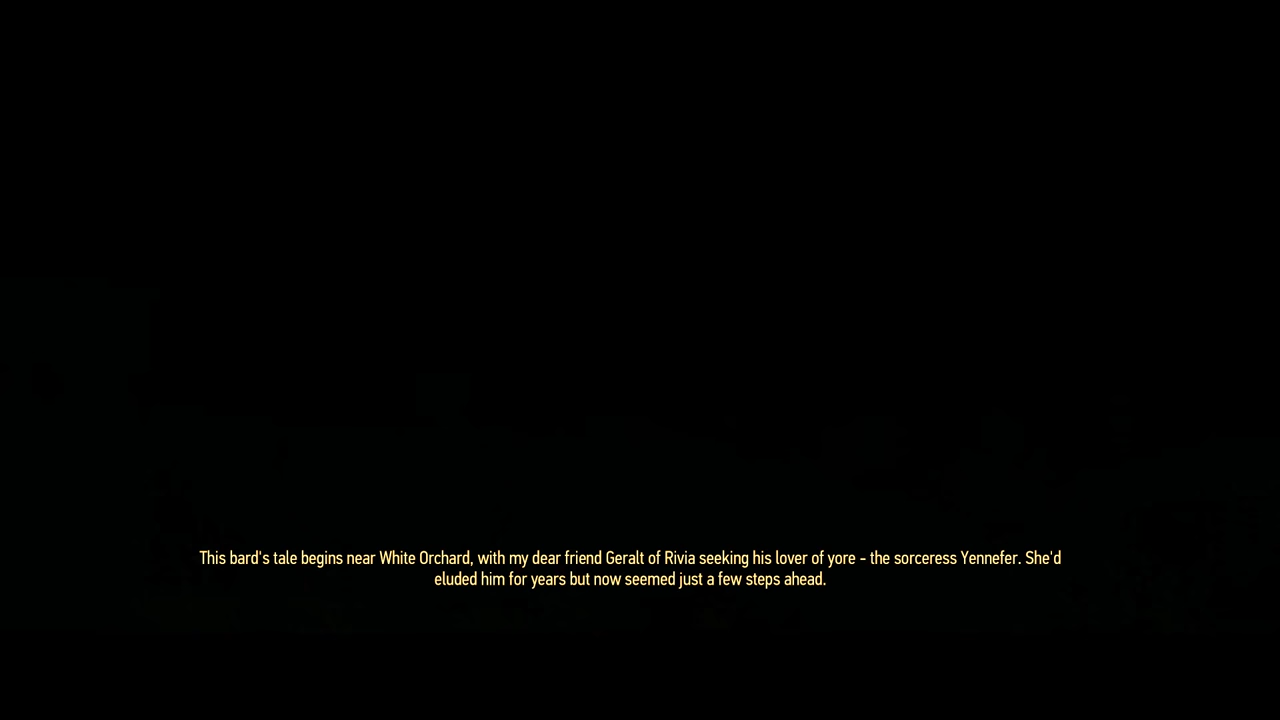 This bard's tale begins near White Orchard, with my dear friend Geralt of Rivia seeking his lover of yore - the sorceress Yennefer. She'd
eluded him for years but now seemed just a few steps ahead.